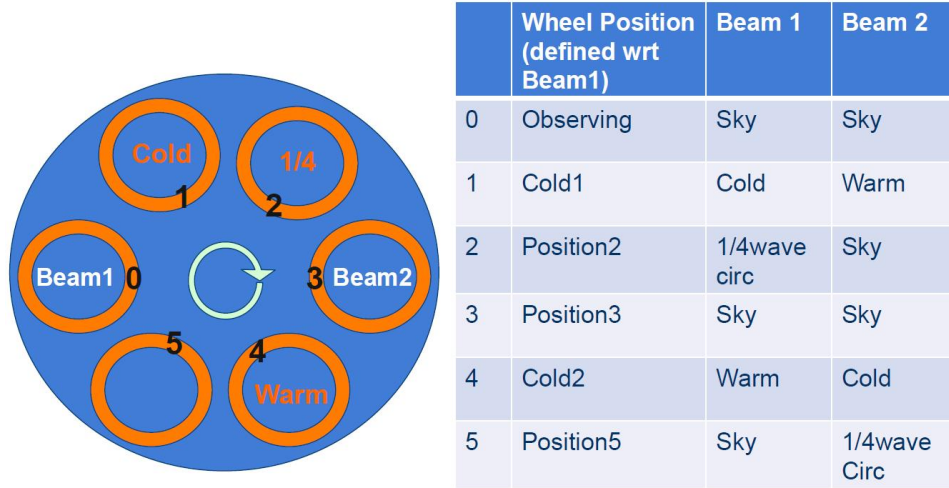 Cold
1/4
1
2
Beam1
0
3
Beam2
5
4
Warm
Wheel Position
(defined wrt
Beam1)
Beam 1
Beam 2
0 Observing Sky Sky
1 Cold1 Cold Warm
2 Position2 1/4wave
circ
Sky
3 Position3 Sky Sky
4 Cold2 Warm Cold
5 Position5 Sky 1/4wave
Circ